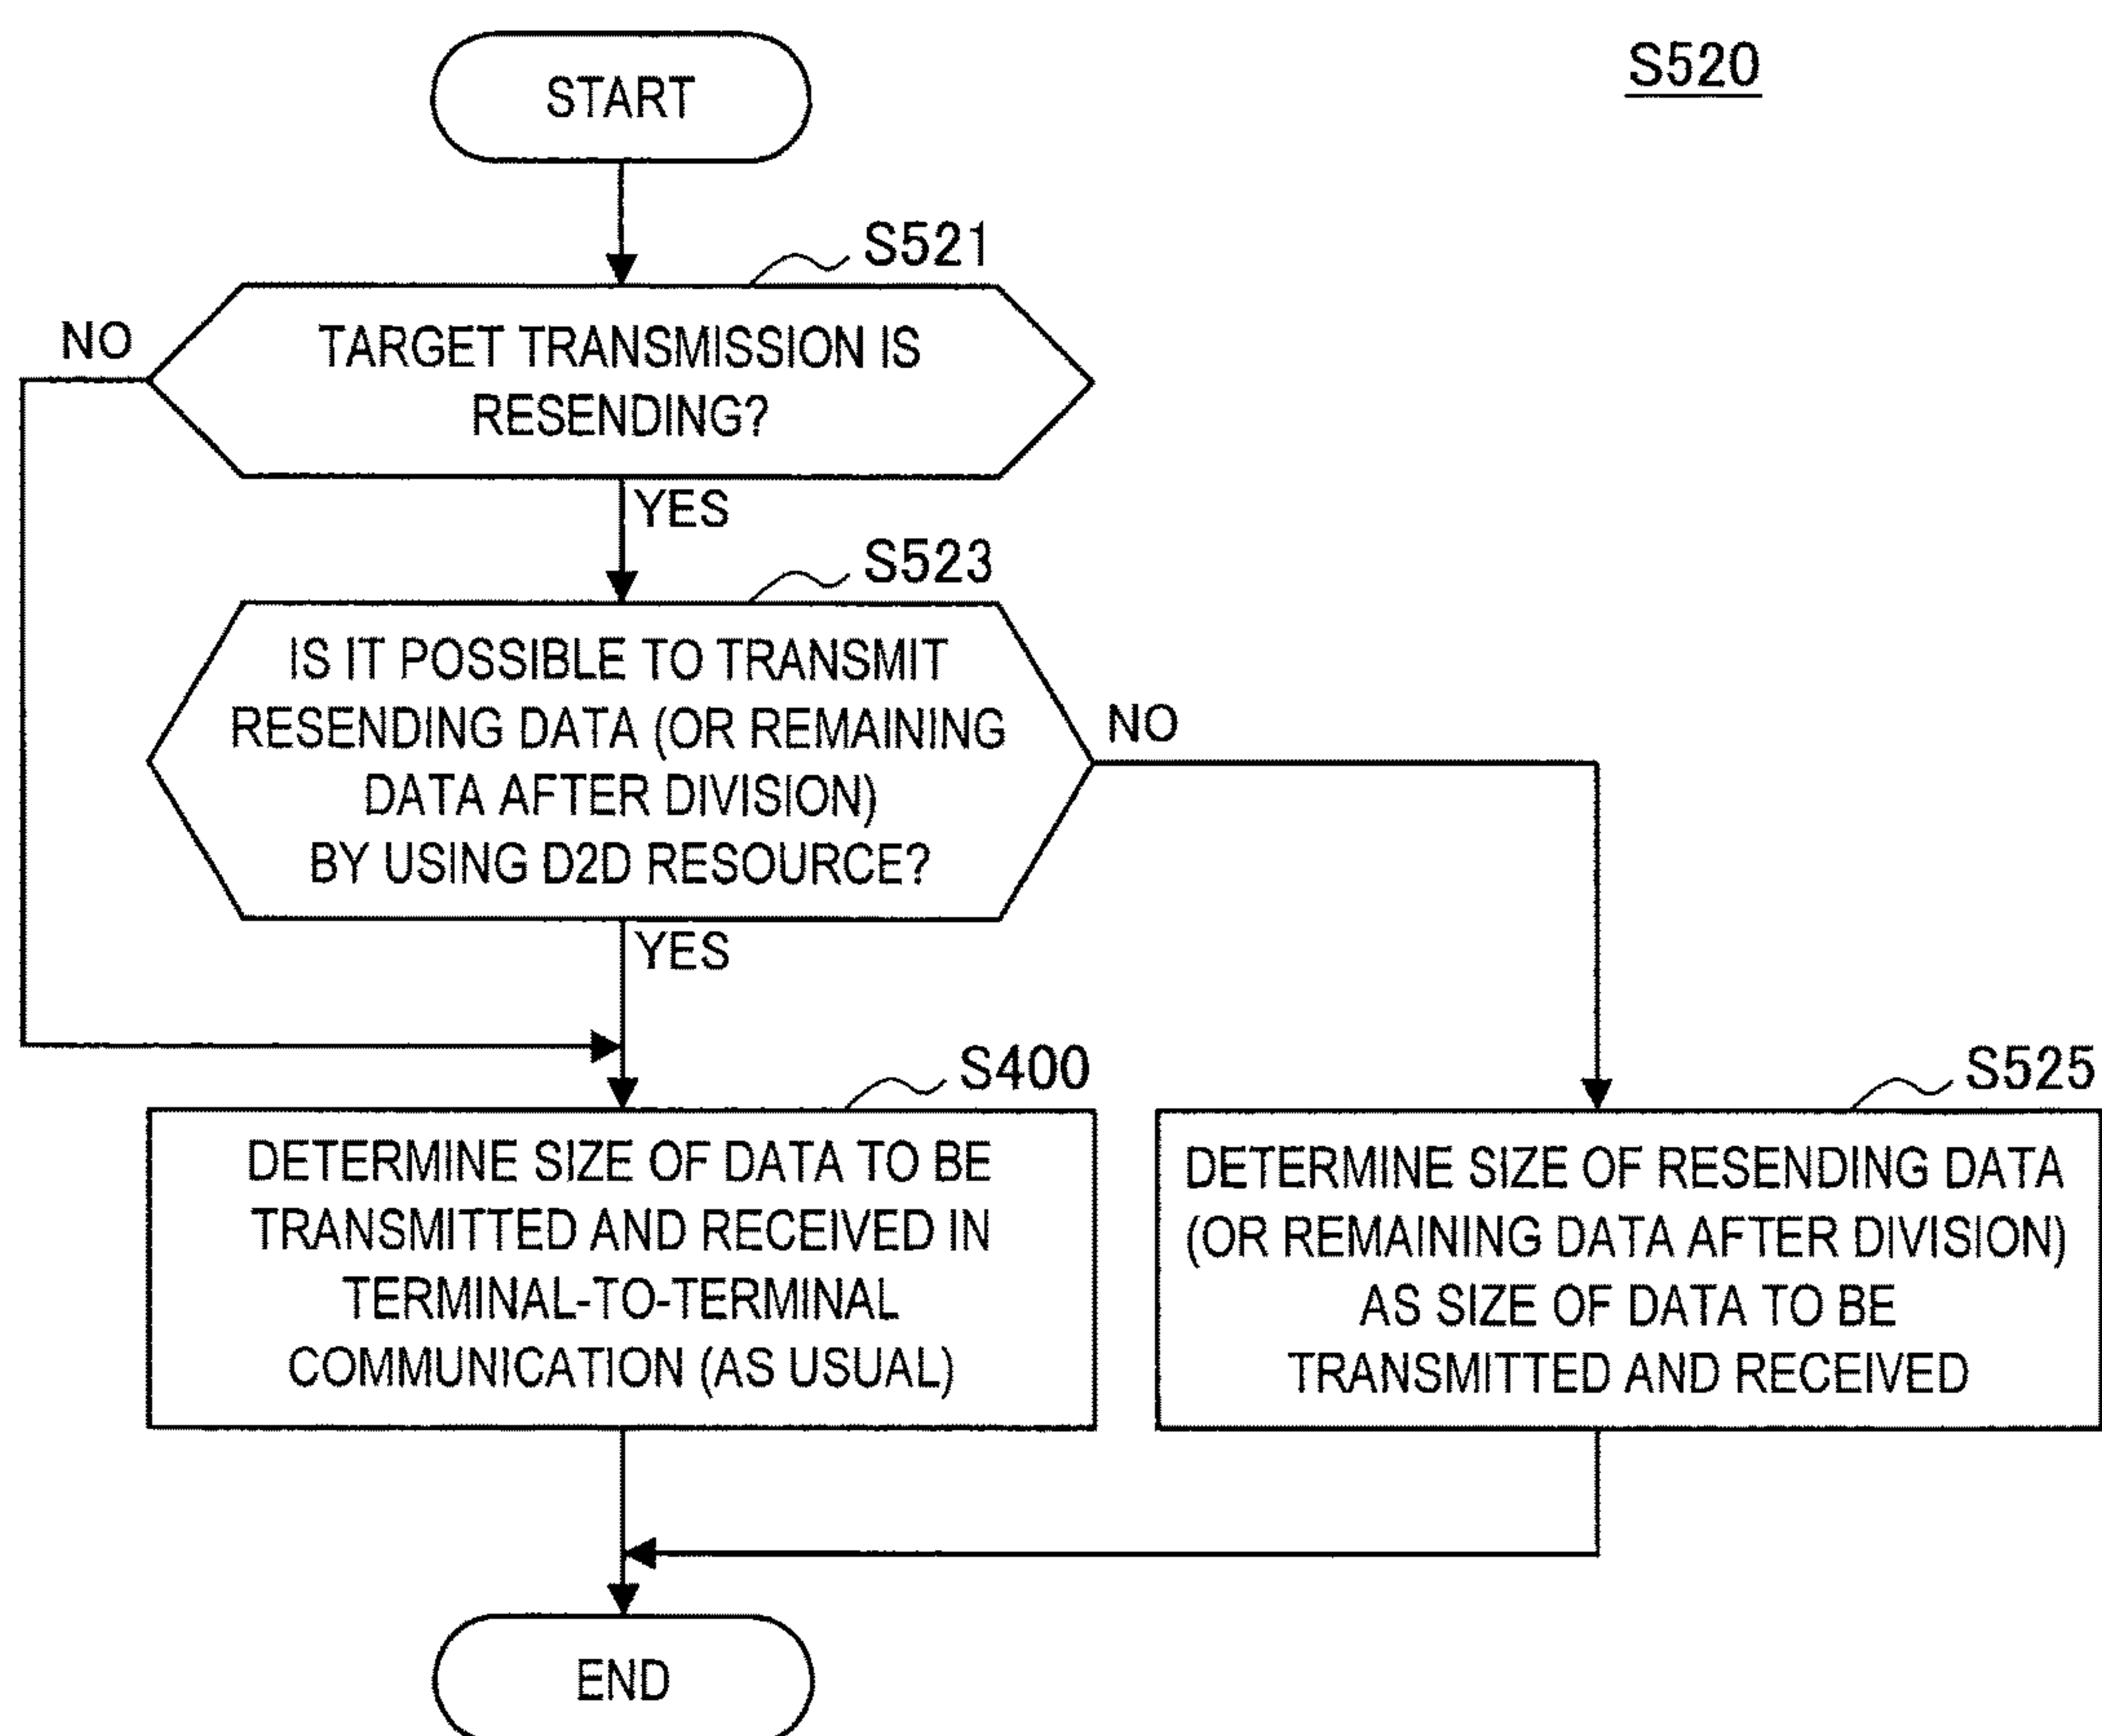 S520
START
S521
NO
TARGET TRANSMISSION IS
RESENDING?
YES
S523
IS IT POSSIBLE TO TRANSMIT
RESENDING DATA (OR REMAINING
DATA AFTER DIVISION)
BY USING D2D RESOURCE?
NO
YES
S400
DETERMINE SIZE OF DATA TO BE
TRANSMITTED AND RECEIVED IN
TERMINAL-TO-TERMINAL
COMMUNICATION (AS USUAL)
S525
DETERMINE SIZE OF RESENDING DATA
(OR REMAINING DATA AFTER DIVISION)
AS SIZE OF DATA TO BE
TRANSMITTED AND RECEIVED
END